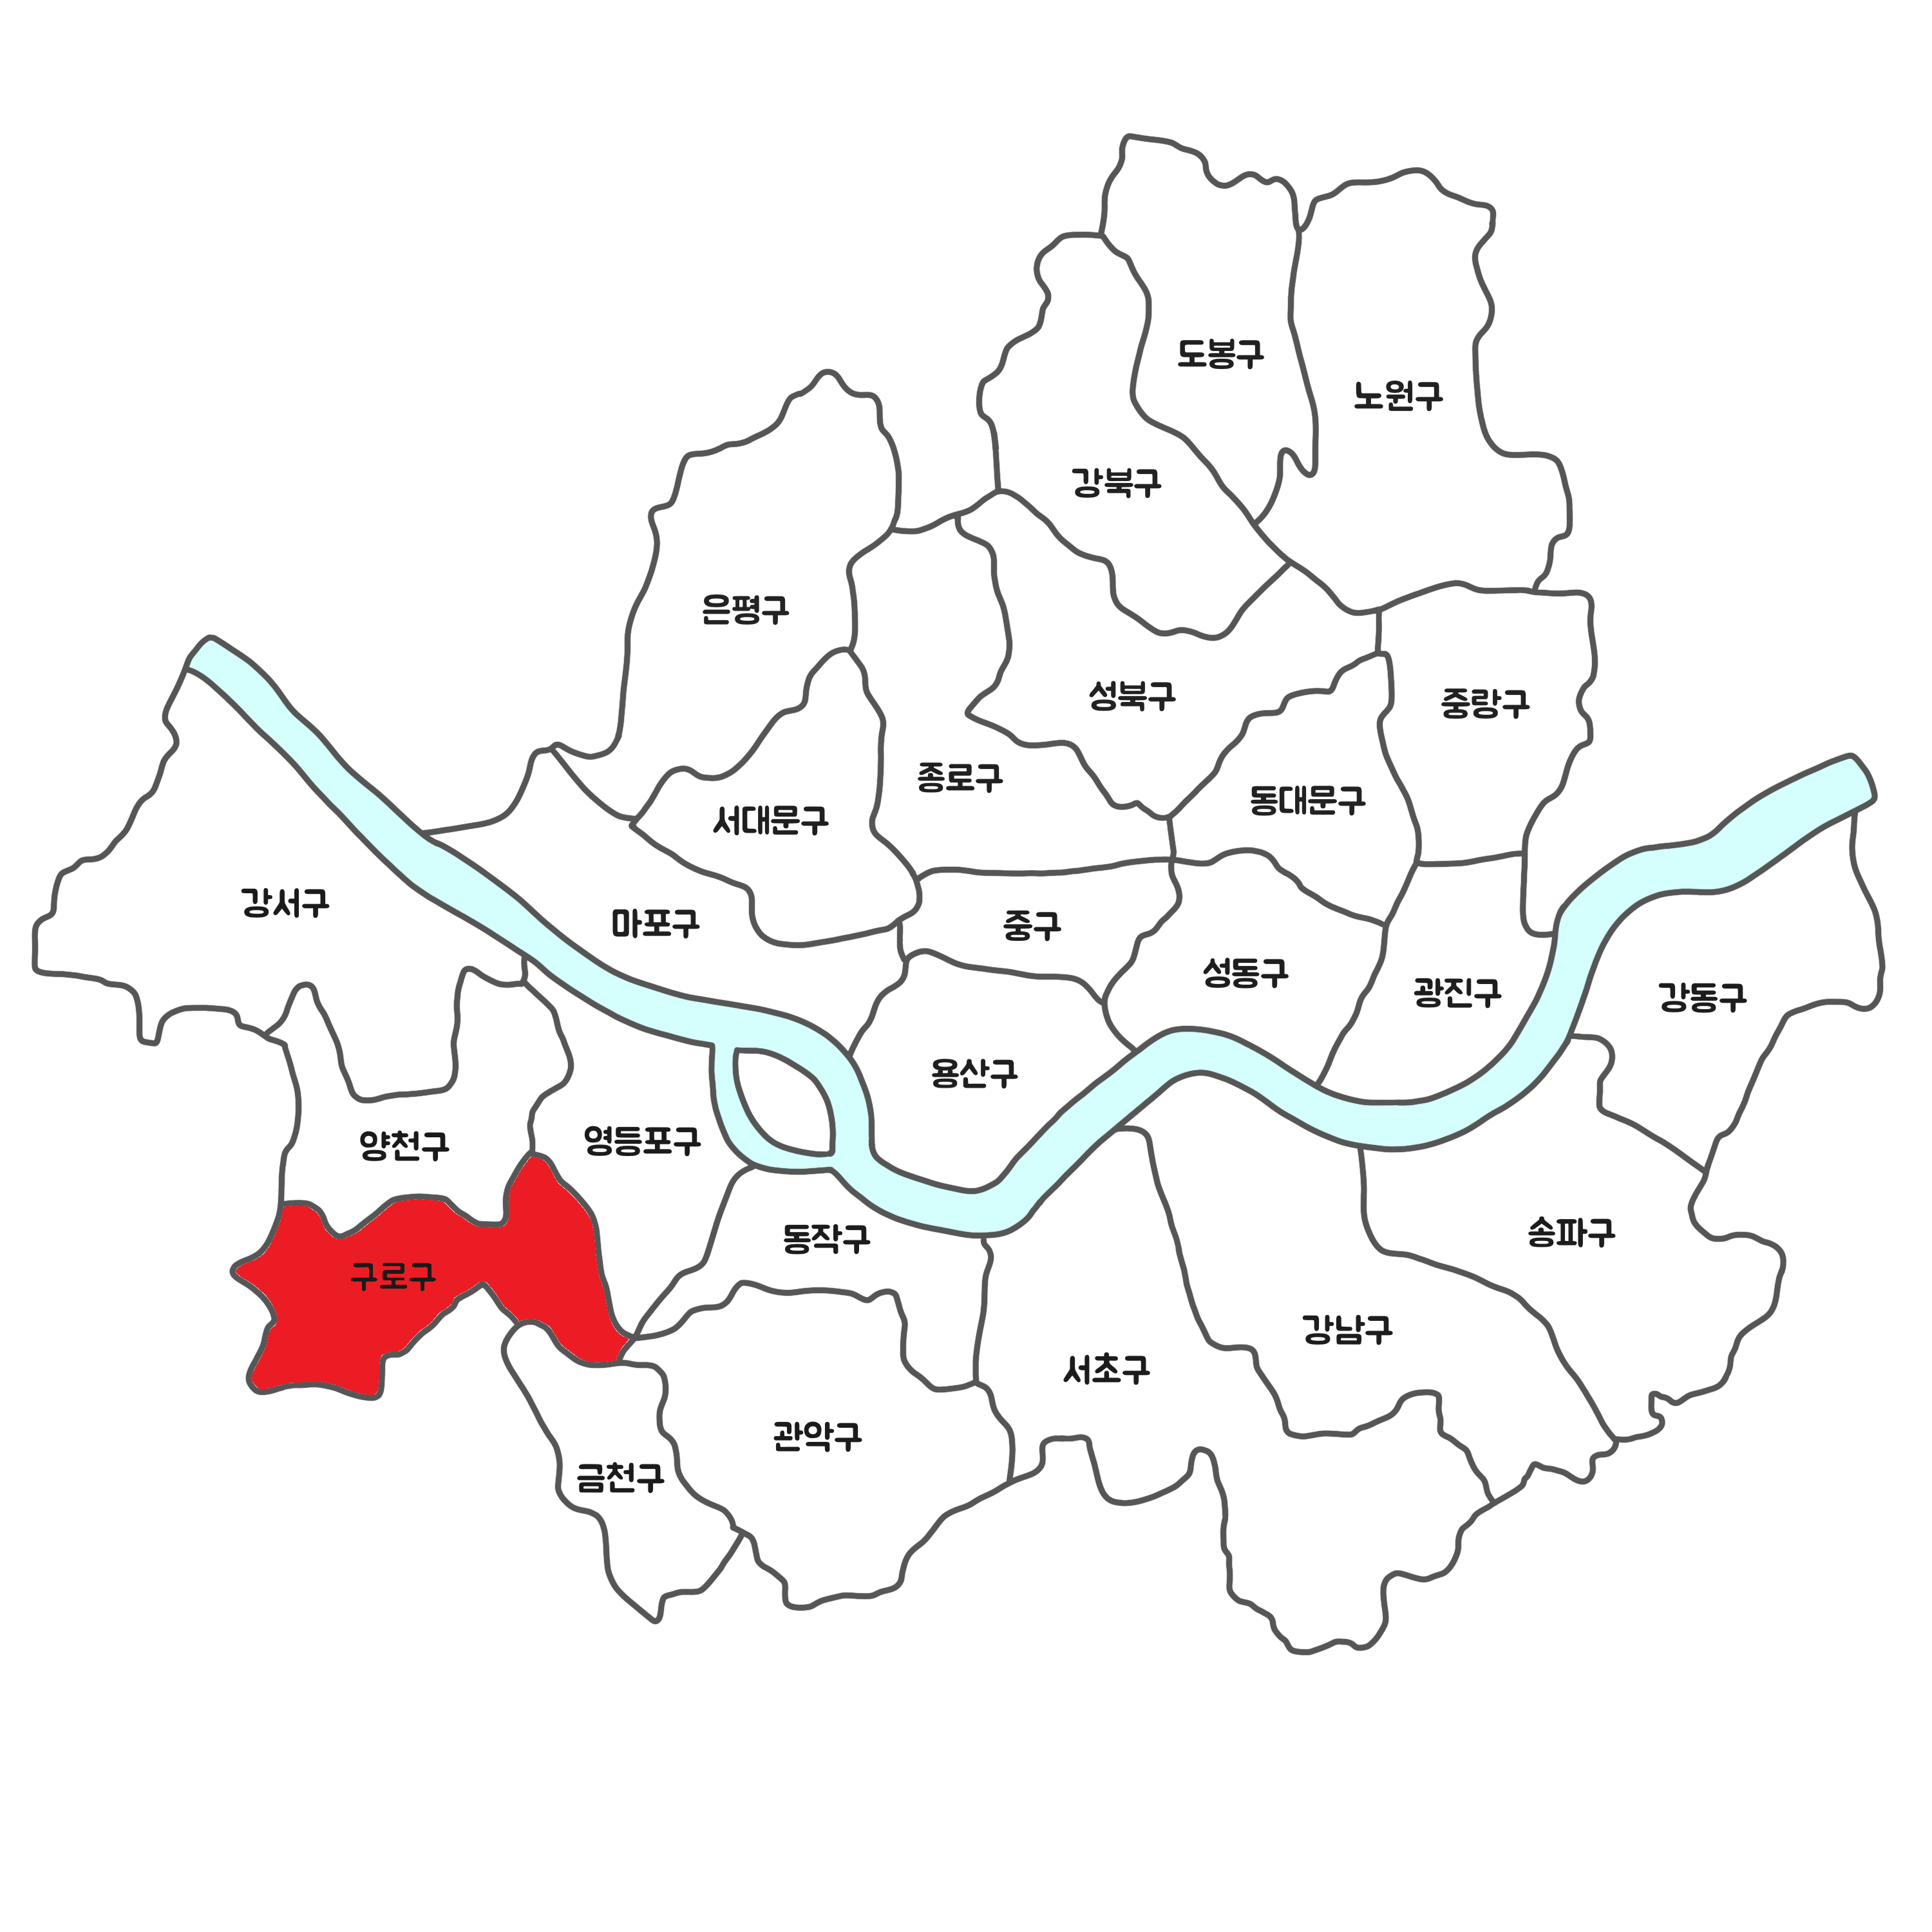 도봉구
노원구
강북구
은평구
성북구
중랑구
종로구
동대문구
서대문구
강서구
마포구
중구
성동구
광진구
강동구
용산구
양천구
영등포구
동작구
송파구
구로구
강남구
서초구
관악구
금천구